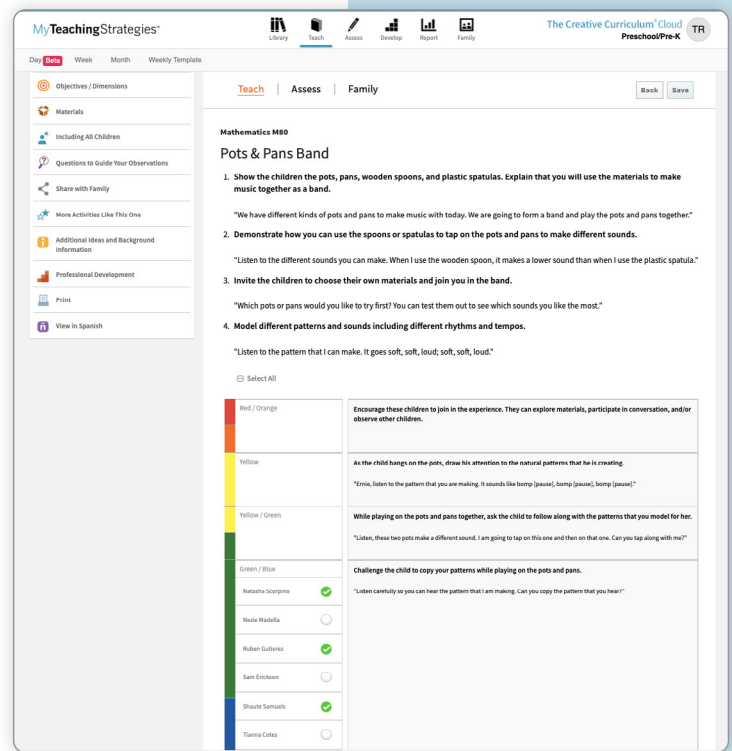 MyTeachingStrategies™
Library
Teach
Assess
Develop
Report
Family
The Creative Curriculum® Cloud
Preschool/Pre-K
TR
Day Beta Week Month Weekly Template
Objectives / Dimensions
Materials
Including All Children
Questions to Guide Your Observations
Share with Family
More Activities Like This One
Additional Ideas and Background
Information
Professional Development
Print
View in Spanish
Teach | Assess | Family
Back Save
Mathematics M80
Pots & Pans Band
1. Show the children the pots, pans, wooden spoons, and plastic spatulas. Explain that you will use the materials to make
music together as a band.
"We have different kinds of pots and pans to make music with today. We are going to form a band and play the pots and pans together."
2. Demonstrate how you can use the spoons or spatulas to tap on the pots and pans to make different sounds.
"Listen to the different sounds you can make. When I use the wooden spoon, it makes a lower sound than when I use the plastic spatula."
3. Invite the children to choose their own materials and join you in the band.
"Which pots or pans would you like to try first? You can test them out to see which sounds you like the most."
4. Model different patterns and sounds including different rhythms and tempos.
"Listen to the pattern that I can make. It goes soft, soft, loud; soft, soft, loud."
Select All
Red / Orange
Encourage these children to join in the experience. They can explore materials, participate in conversation, and/or
observe other children.
Yellow
As the child bangs on the pots, draw his attention to the natural patterns that he is creating.
"Ernie, listen to the pattern that you are making. It sounds like bomp [pause], bomp [pause], bomp [pause]."
Yellow / Green
While playing on the pots and pans together, ask the child to follow along with the patterns that you model for her.
"Listen, these two pots make a different sound. I am going to tap on this one and then on that one. Can you tap along with me?"
Green / Blue
Challenge the child to copy your patterns while playing on the pots and pans.
"Listen carefully so you can hear the pattern that I am making. Can you copy the pattern that you hear?"
Natasha Scorpino
Nezie Madella
Ruben Gutierez
Sam Erickson
Shaute Samuels
Tianna Cotes